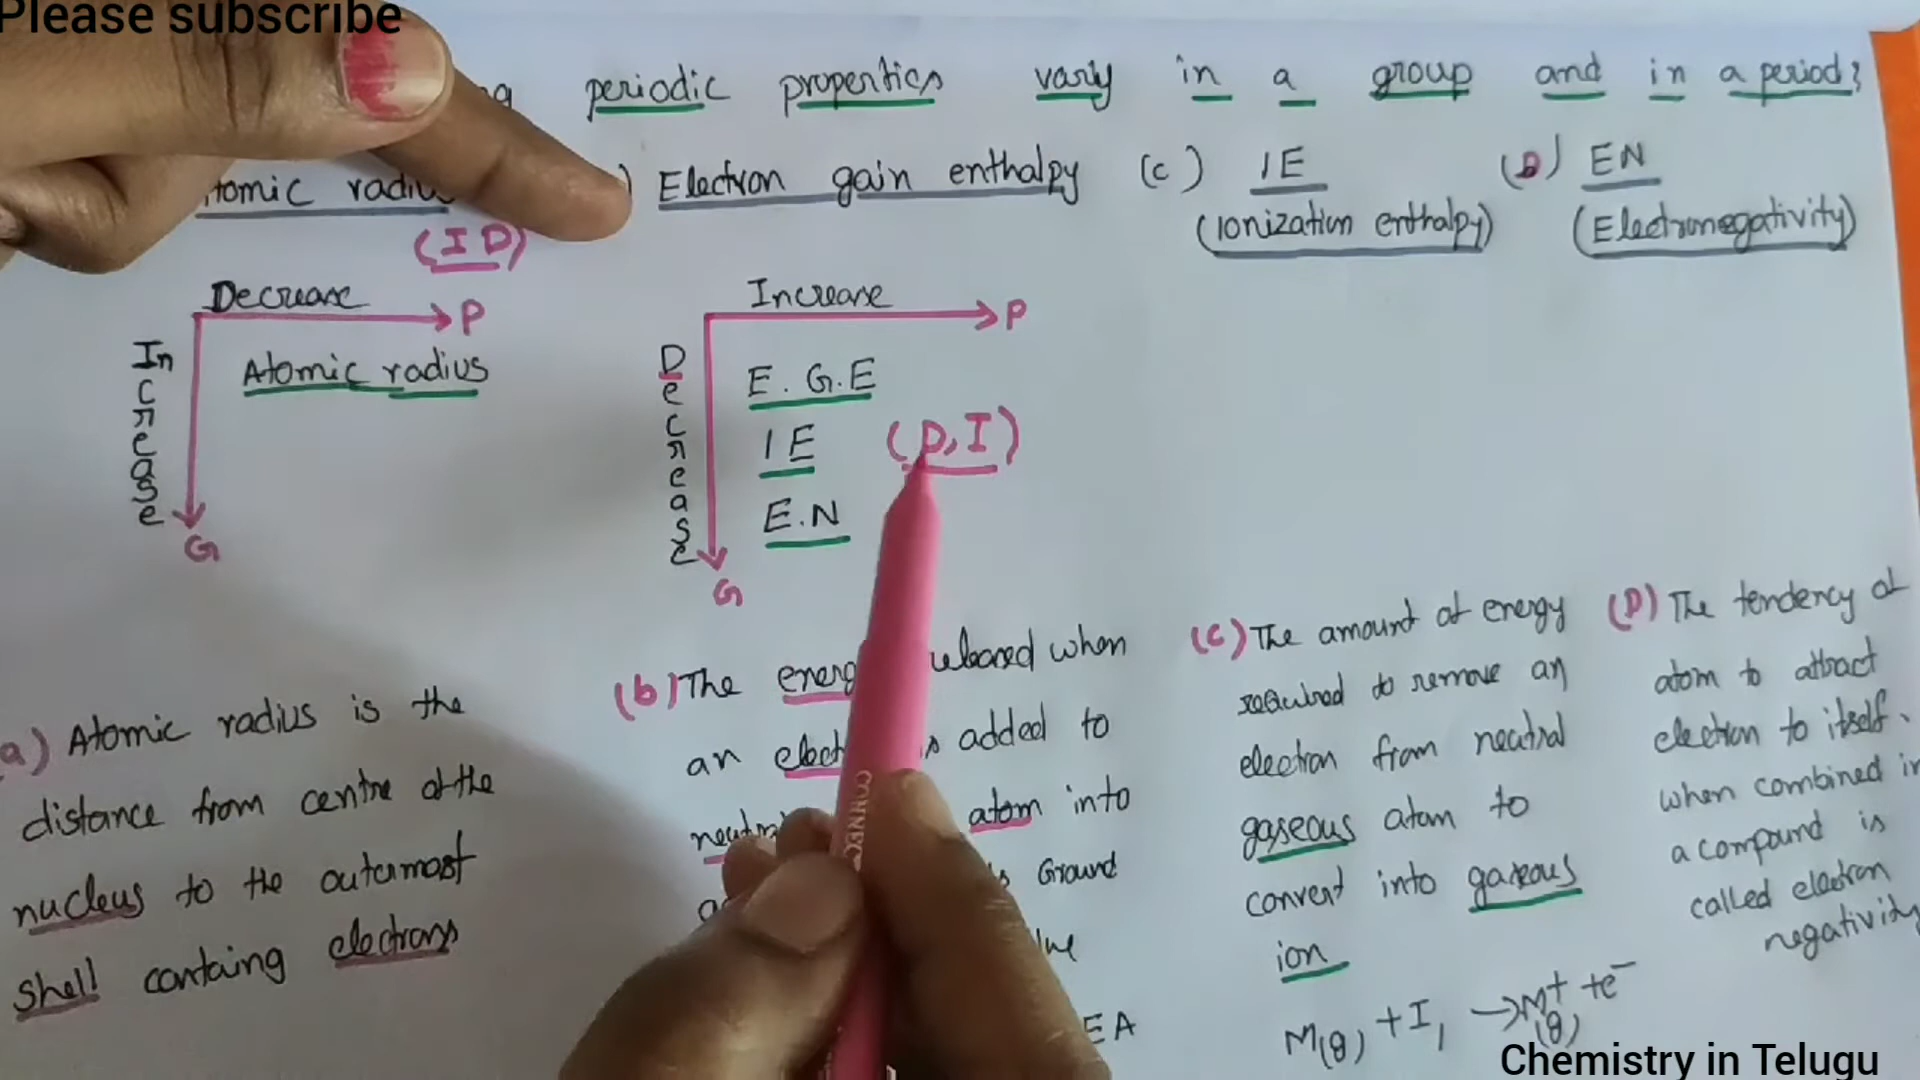 Please subscribe
periodic properties vary in a group and in a period?
tomic radiu
(ID)
Electron gain enthalpy
(c) IE
(Ionization enthalpy)
(D) EN
(Electronegativity)
Decrease
P
Increase
Atomic radius
G
Increase
P
Decrease
E.G.E
IE
E.N
(D,I)
G
a) Atomic radius is the
distance from centre of the
nucleus to the outermost
shell containg electrons
(b) The energ released when
an elect added to
neutr atom into
Ground
EA
(C) The amount of energy
required to remove an
electron from neutral
gaseous atom to
convert into gaseous
ion
M(g) + I, → M+(g) + e−
(D) The tendency of
atom to attract
electron to itself.
when combined in
a compound is
called electron
negativity
Chemistry in Telugu